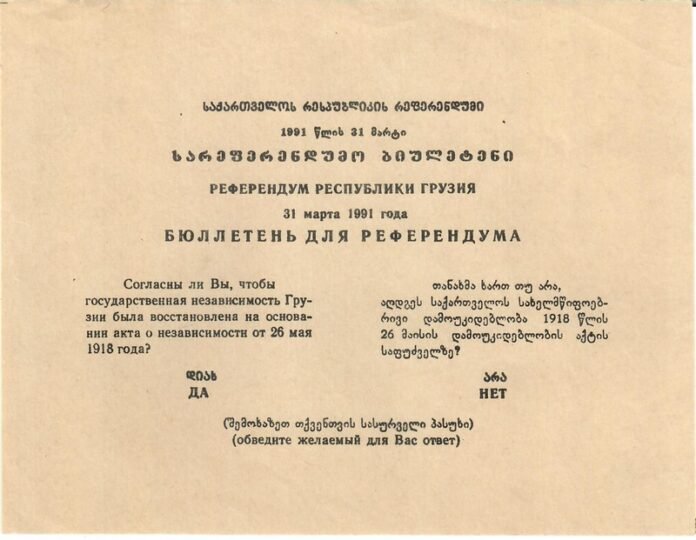 საქართველოს რესპუბლიკის რეფერენდუმი
1991 წლის 31 მარტი
სარეფერენდუმო ბიულეტენი
РЕФЕРЕНДУМ РЕСПУБЛИКИ ГРУЗИЯ
31 марта 1991 года
БЮЛЛЕТЕНЬ ДЛЯ РЕФЕРЕНДУМА
Согласны ли Вы, чтобы
государственная независимость Гру-
зии была восстановлена на основа-
нии акта о независимости от 26 мая
1918 года?
თანახმა ხართ თუ არა,
აღდგეს საქართველოს სახელმწიფოებ-
რივი დამოუკიდებლობა 1918 წლის
26 მაისის დამოუკიდებლობის აქტის
საფუძველზე?
დიახ
ДА
არა
НЕТ
(შემოხაზეთ თქვენთვის სასურველი პასუხი)
(обведите желаемый для Вас ответ)